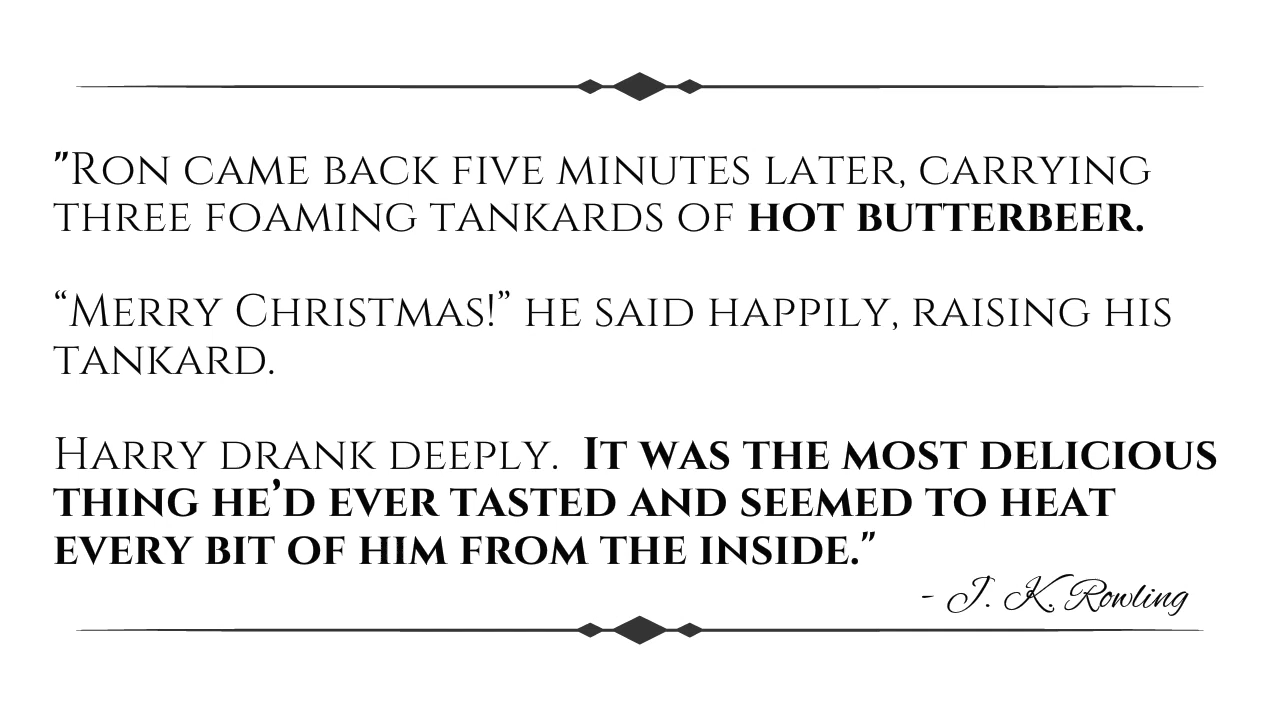 "Ron came back five minutes later, carrying
three foaming tankards of hot butterbeer.
“Merry Christmas!” he said happily, raising his
tankard.
Harry drank deeply. It was the most delicious
thing he’d ever tasted and seemed to heat
every bit of him from the inside."
- J. K. Rowling